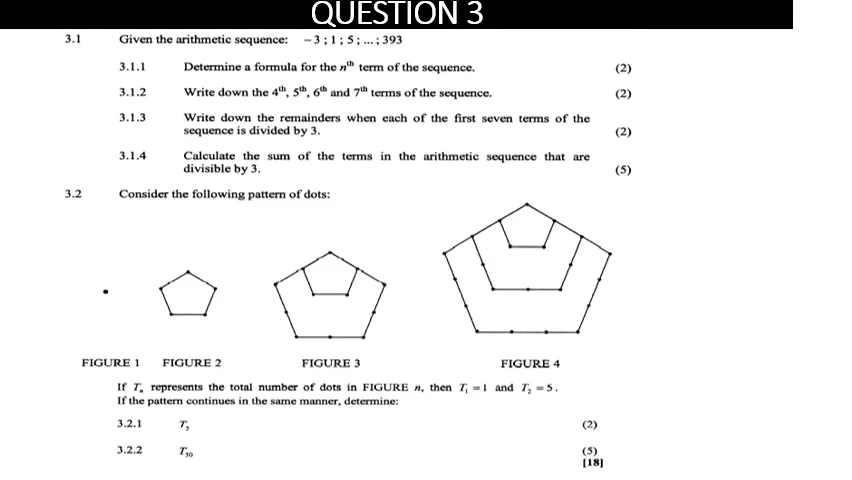 QUESTION 3
3.1 Given the arithmetic sequence: −3 ; 1 ; 5 ; ... ; 393
3.1.1 Determine a formula for the nᵗʰ term of the sequence. (2)
3.1.2 Write down the 4ᵗʰ, 5ᵗʰ, 6ᵗʰ and 7ᵗʰ terms of the sequence. (2)
3.1.3 Write down the remainders when each of the first seven terms of the
sequence is divided by 3. (2)
3.1.4 Calculate the sum of the terms in the arithmetic sequence that are
divisible by 3. (5)
3.2 Consider the following pattern of dots:
FIGURE 1 FIGURE 2 FIGURE 3 FIGURE 4
If Tₙ represents the total number of dots in FIGURE n, then T₁ = 1 and T₂ = 5.
If the pattern continues in the same manner, determine:
3.2.1 T₅ (2)
3.2.2 T₅₀ (5)
[18]